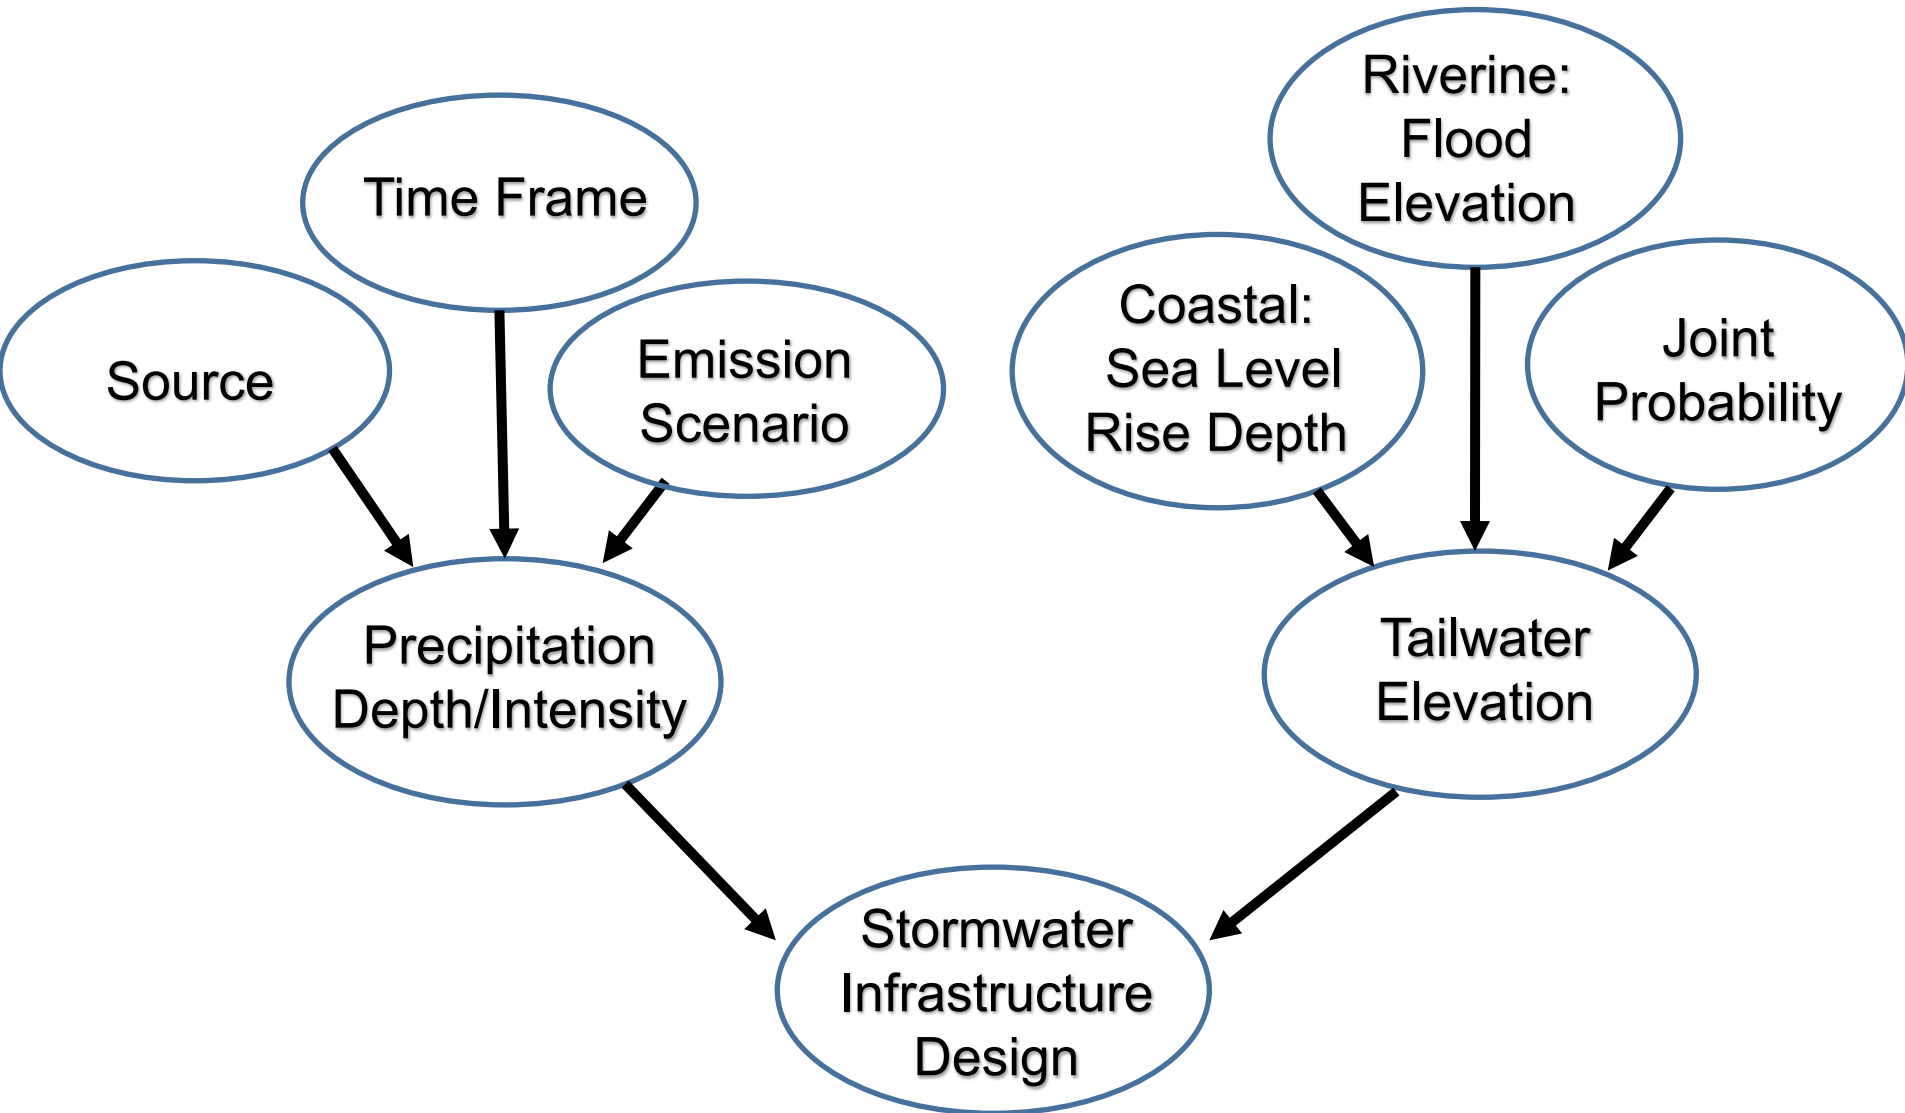 Time Frame
Source
Emission
Scenario
Precipitation
Depth/Intensity
Riverine:
Flood
Elevation
Coastal:
Sea Level
Rise Depth
Joint
Probability
Tailwater
Elevation
Stormwater
Infrastructure
Design